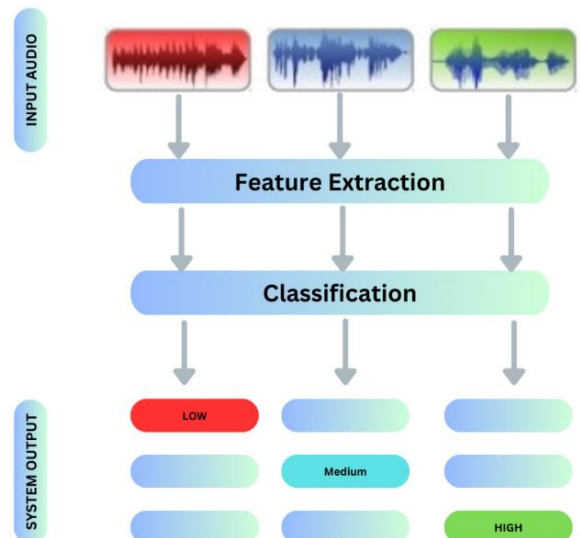 INPUT AUDIO
Feature Extraction
Classification
SYSTEM OUTPUT
LOW
Medium
HIGH